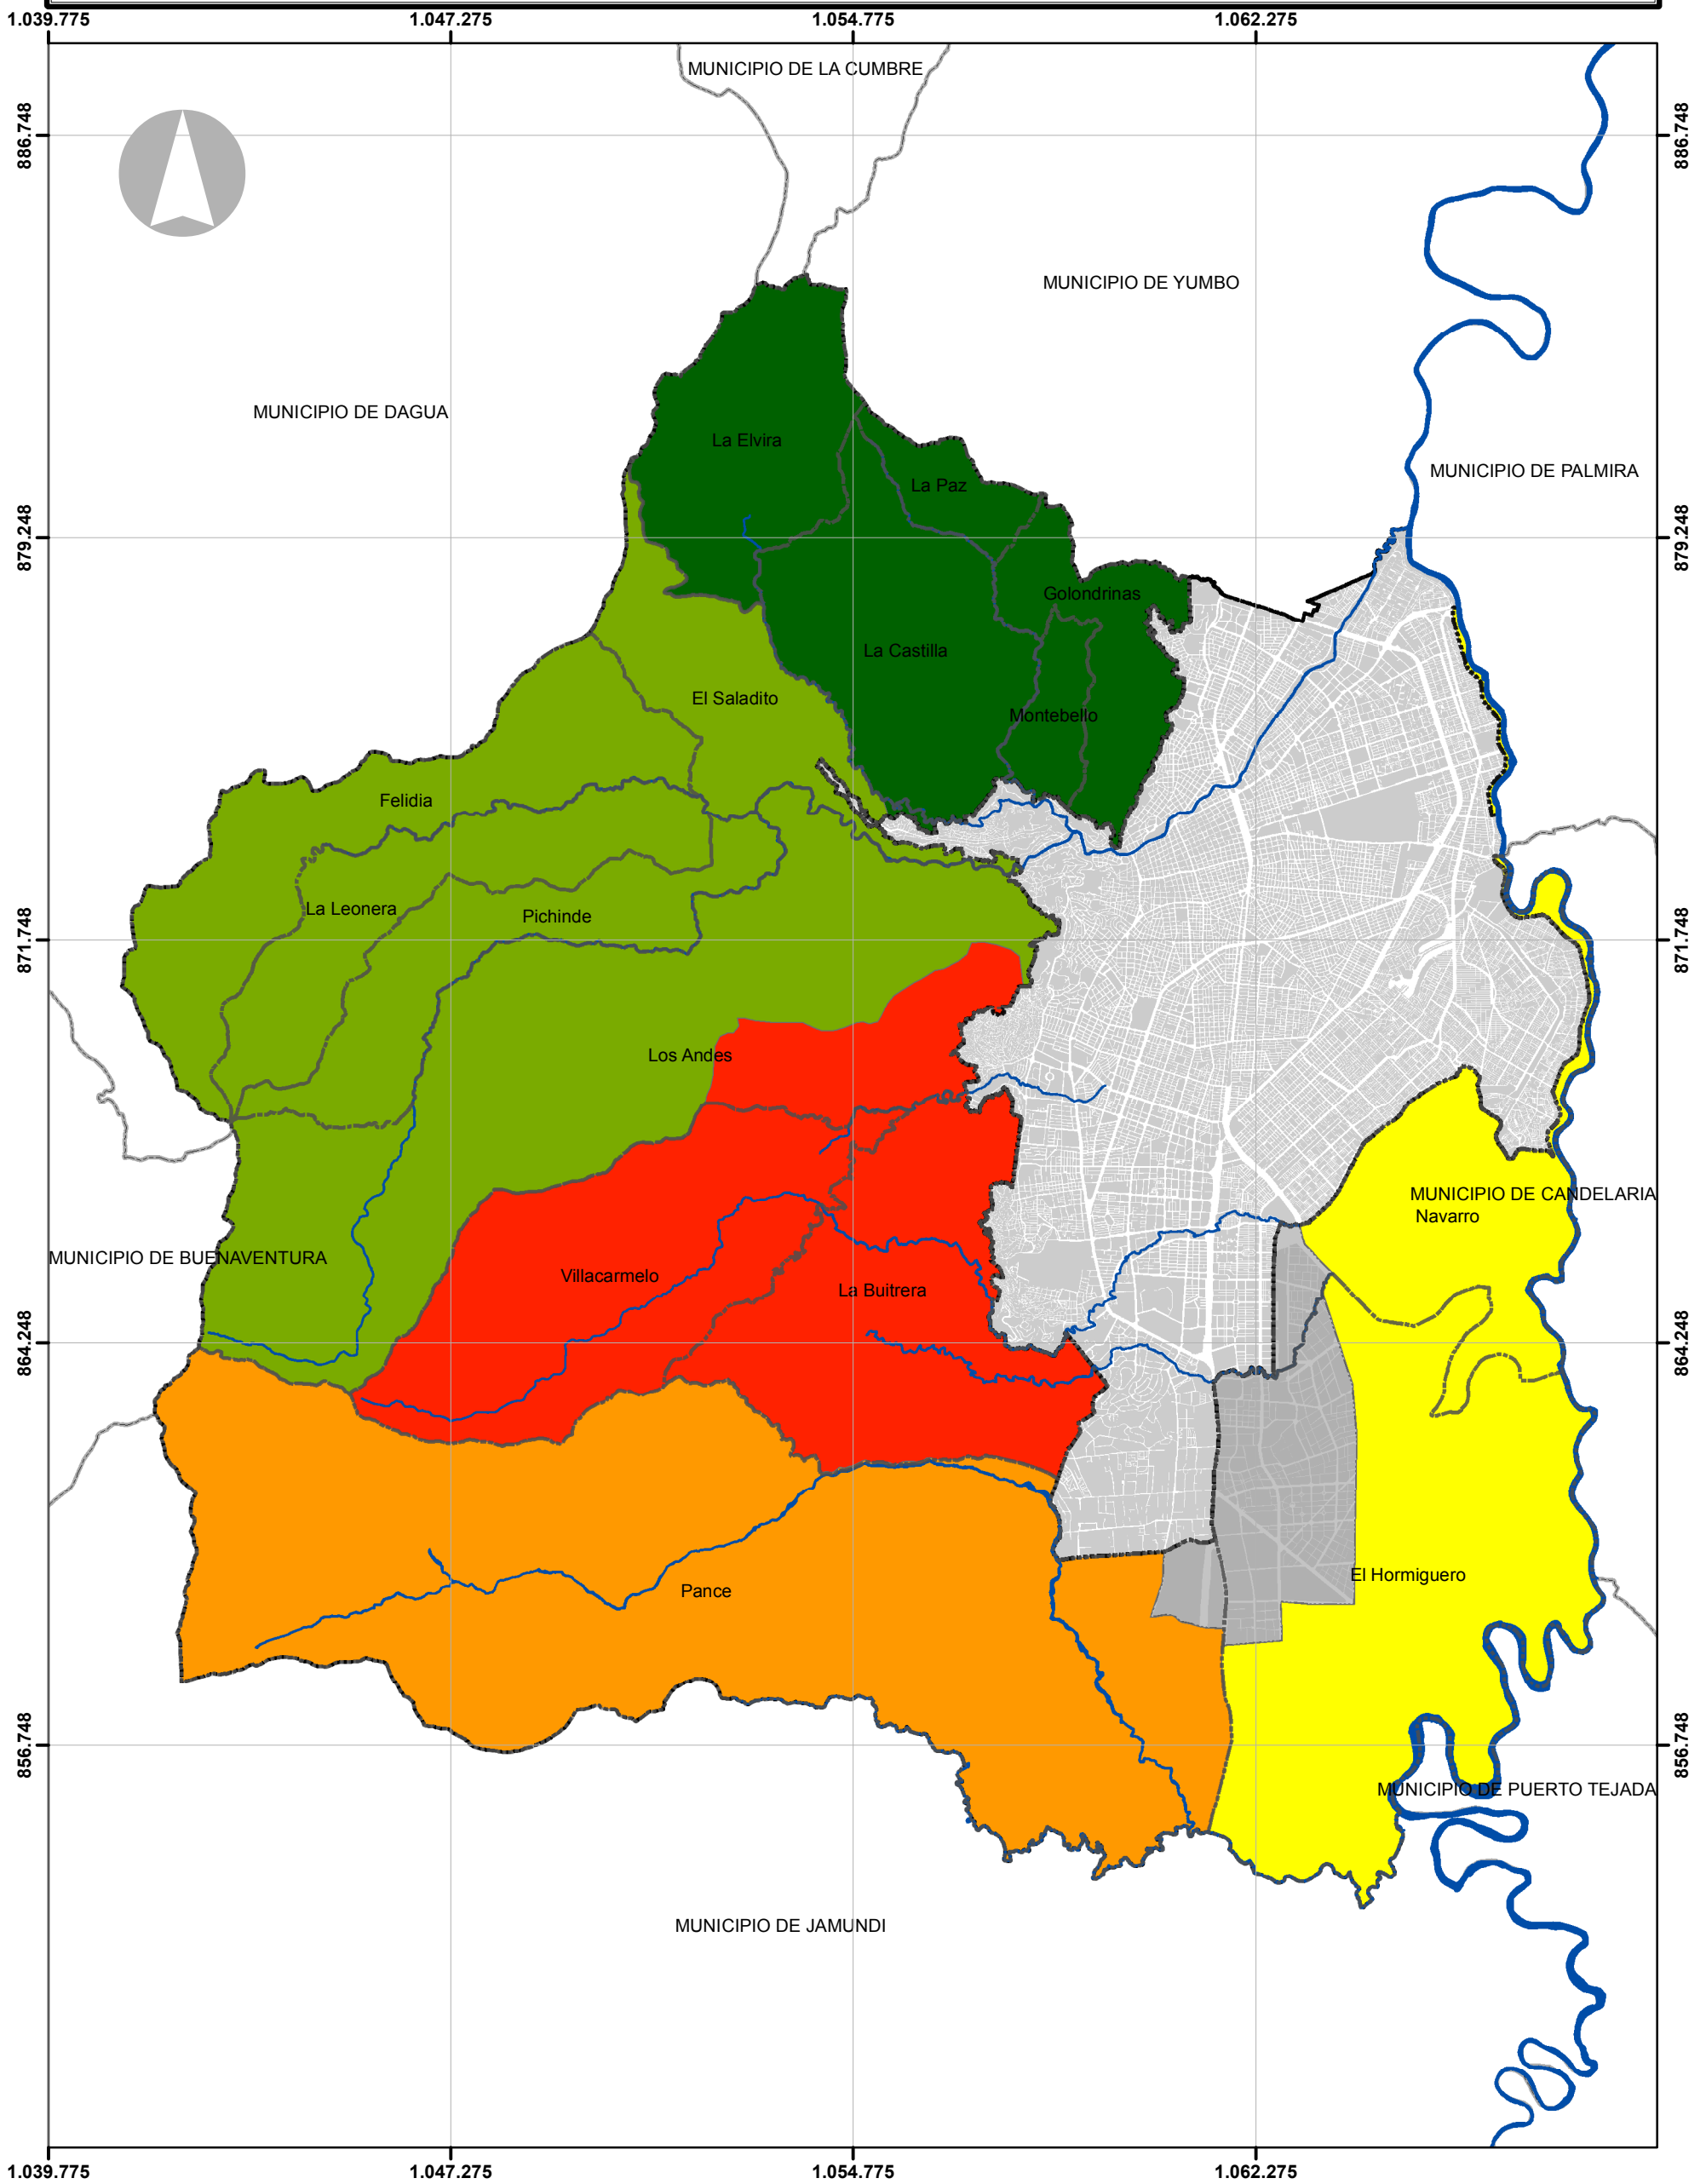 1.039.775
1.047.275
1.054.775
1.062.275
MUNICIPIO DE LA CUMBRE
886.748
886.748
MUNICIPIO DE YUMBO
MUNICIPIO DE DAGUA
La Elvira
MUNICIPIO DE PALMIRA
La Paz
879.248
879.248
Golondrinas
La Castilla
El Saladito
Montebello
Felidia
La Leonera
Pichinde
871.748
871.748
Los Andes
MUNICIPIO DE CANDELARIA
Navarro
MUNICIPIO DE BUENAVENTURA
Villacarmelo
La Buitrera
864.248
864.248
El Hormiguero
Pance
856.748
856.748
MUNICIPIO DE PUERTO TEJADA
MUNICIPIO DE JAMUNDI
1.039.775
1.047.275
1.054.775
1.062.275